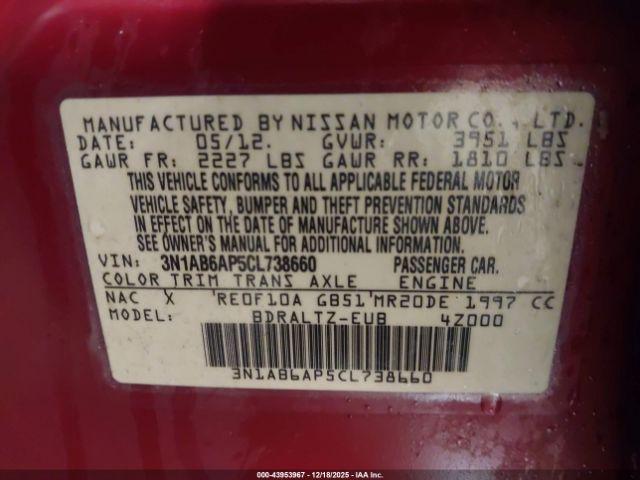 MANUFACTURED BY NISSAN MOTOR CO., LTD.
DATE: 05/12. GVWR: 3951 LBS
GAWR FR: 2227 LBS GAWR RR: 1810 LBS
THIS VEHICLE CONFORMS TO ALL APPLICABLE FEDERAL MOTOR
VEHICLE SAFETY, BUMPER AND THEFT PREVENTION STANDARDS
IN EFFECT ON THE DATE OF MANUFACTURE SHOWN ABOVE.
SEE OWNER'S MANUAL FOR ADDITIONAL INFORMATION.
VIN: 3N1AB6AP5CL738660 PASSENGER CAR.
COLOR TRIM TRANS AXLE ENGINE
NAC X 'RE0F10A GB51'MR20DE 1997 CC
MODEL: BDRALTZ-EUB 4Z000
3N1AB6AP5CL738660
000-43953967 - 12/18/2025 - IAA Inc.